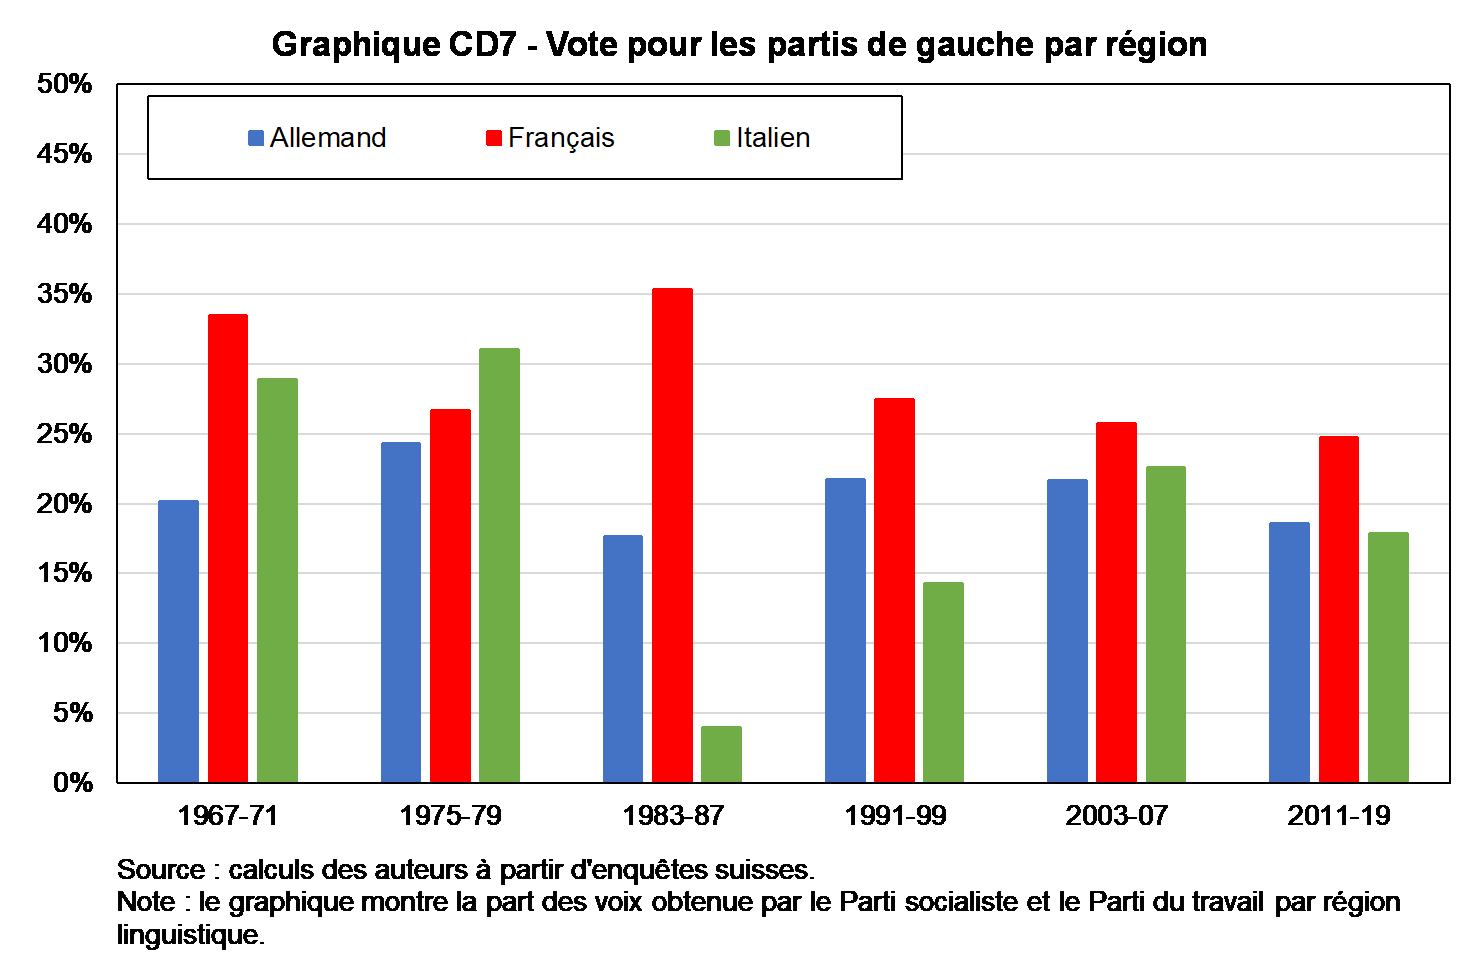 Graphique CD7 - Vote pour les partis de gauche par région
50%
45%
40%
35%
30%
25%
20%
15%
10%
5%
0%
Allemand Français Italien
1967-71 1975-79 1983-87 1991-99 2003-07 2011-19
Source : calculs des auteurs à partir d'enquêtes suisses.
Note : le graphique montre la part des voix obtenue par le Parti socialiste et le Parti du travail par région
linguistique.